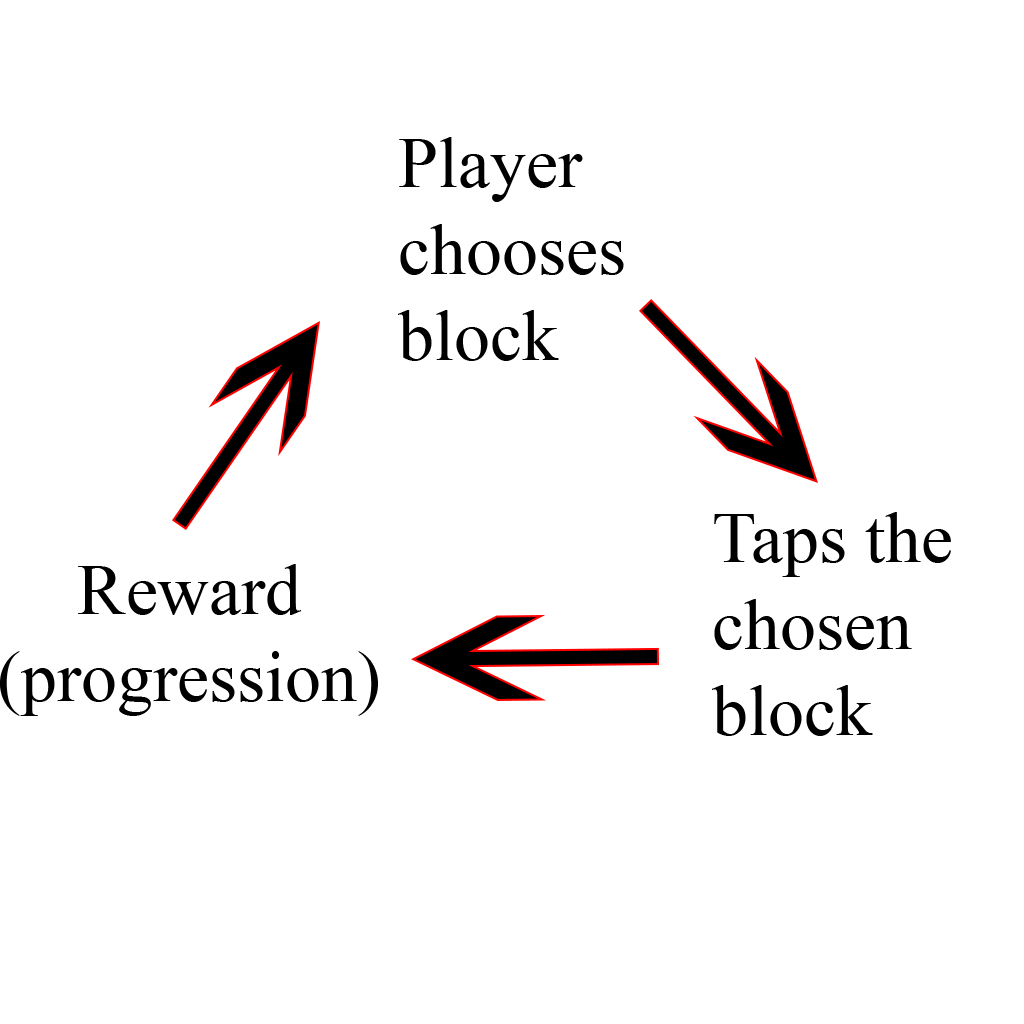 Player
chooses
block
Taps the
chosen
block
Reward
(progression)